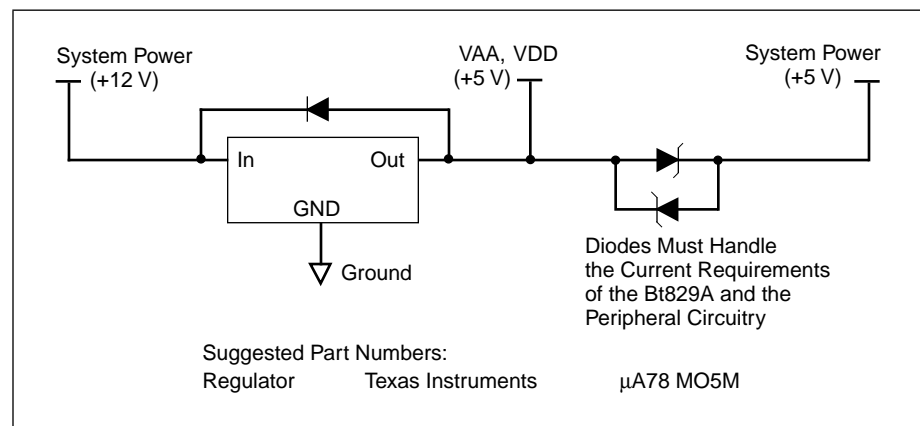 System Power
(+12 V)
VAA, VDD
(+5 V)
System Power
(+5 V)
In
Out
GND
Ground
Diodes Must Handle
the Current Requirements
of the Bt829A and the
Peripheral Circuitry
Suggested Part Numbers:
Regulator Texas Instruments μA78 MO5M